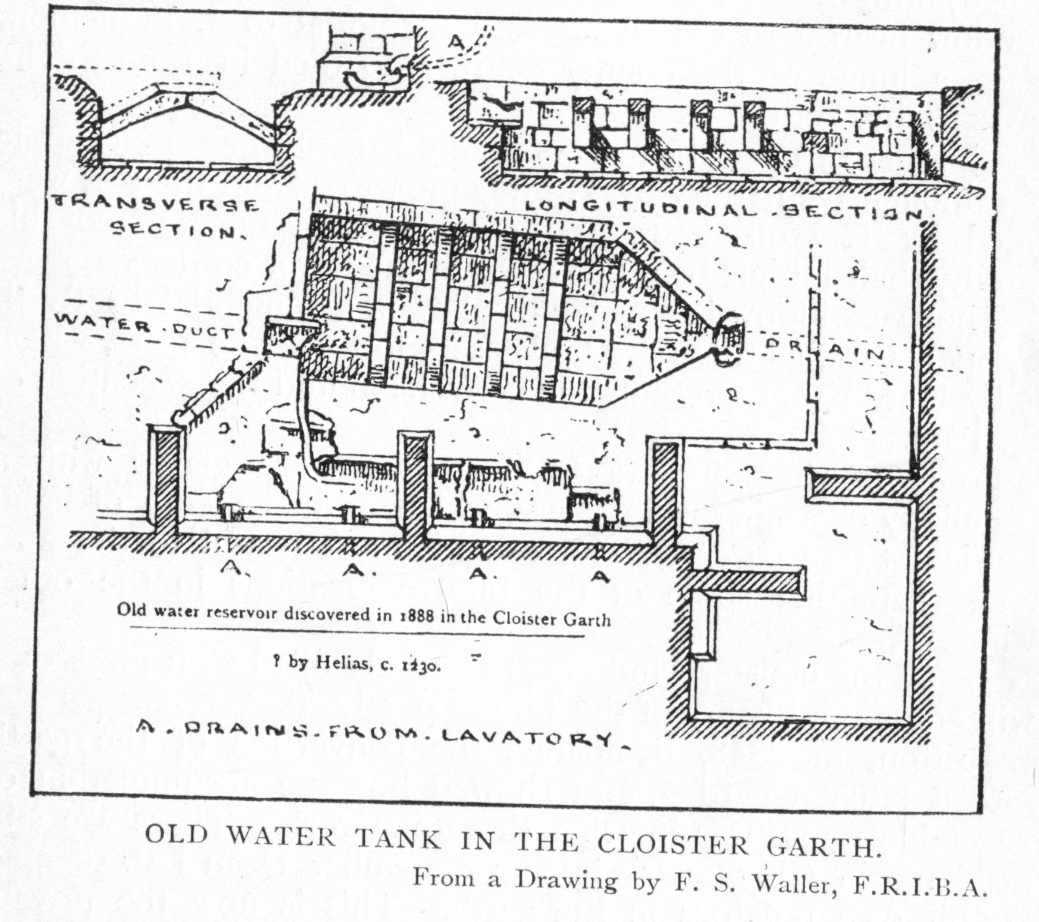 A
TRANSVERSE
SECTION.
LONGITUDINAL . SECTION.
WATER . DUCT
DRAIN
A A A A
Old water reservoir discovered in 1888 in the Cloister Garth
? by Helias, c. 1230.
A . DRAINS . FROM . LAVATORY .
OLD WATER TANK IN THE CLOISTER GARTH.
From a Drawing by F. S. Waller, F.R.I.B.A.